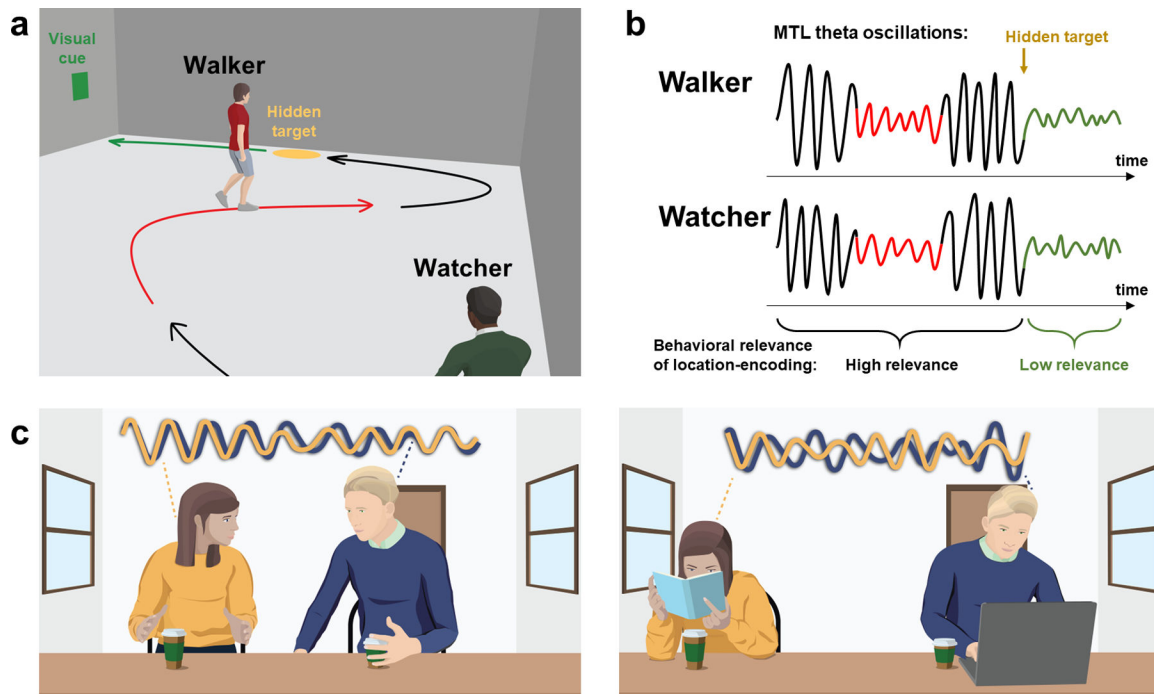 a
Visual
cue
Walker
Hidden
target
Watcher
b
MTL theta oscillations:
Hidden target
Walker
time
Watcher
time
Behavioral relevance
of location-encoding:
High relevance
Low relevance
c